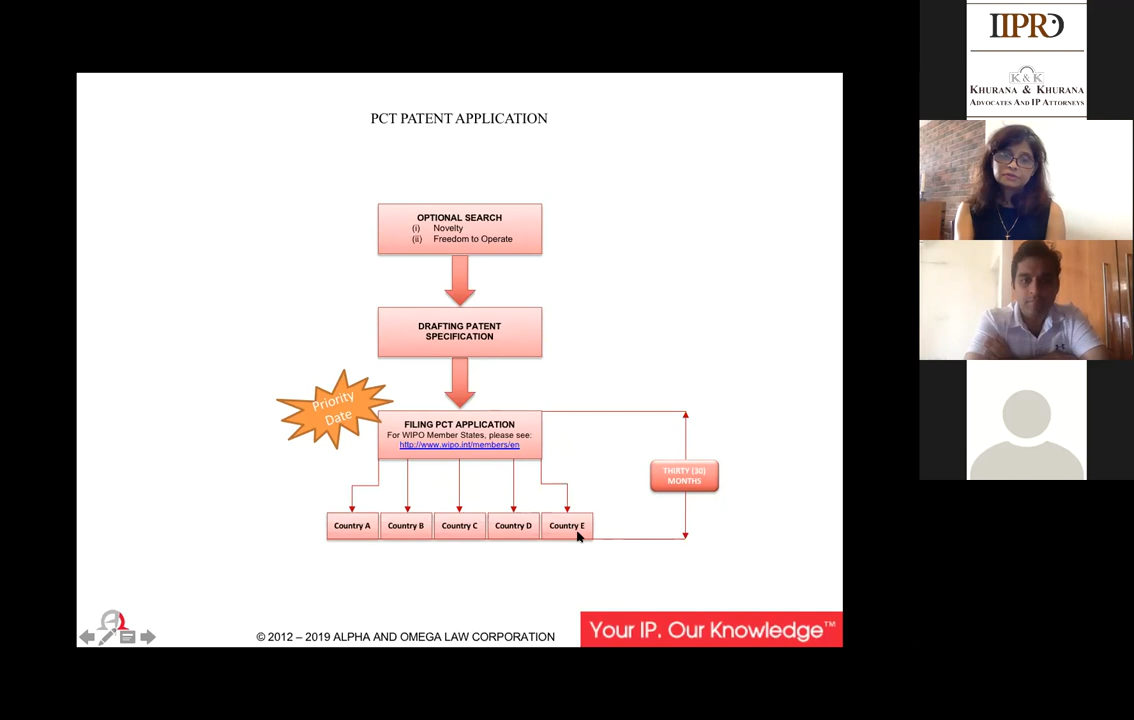 PCT PATENT APPLICATION
OPTIONAL SEARCH
(i) Novelty
(ii) Freedom to Operate
DRAFTING PATENT
SPECIFICATION
Priority
Date
FILING PCT APPLICATION
For WIPO Member States, please see:
http://www.wipo.int/members/en
THIRTY (30)
MONTHS
Country A
Country B
Country C
Country D
Country E
© 2012 – 2019 ALPHA AND OMEGA LAW CORPORATION
Your IP. Our Knowledge™
IIPRD
K&K
KHURANA & KHURANA
ADVOCATES AND IP ATTORNEYS